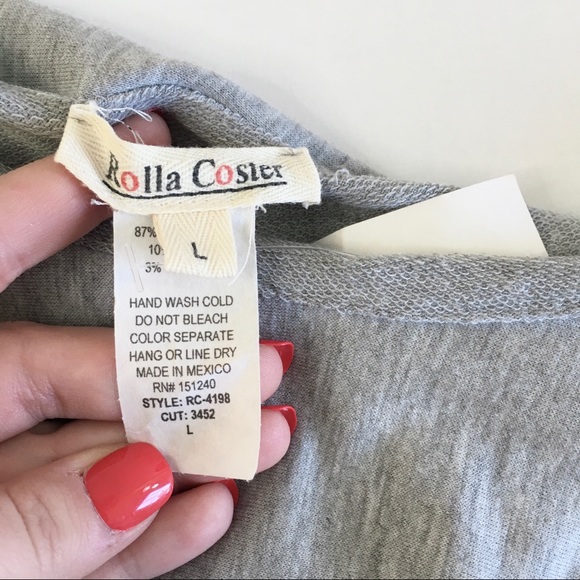 Rolla Coster
L
87%
10
3%
HAND WASH COLD
DO NOT BLEACH
COLOR SEPARATE
HANG OR LINE DRY
MADE IN MEXICO
RN# 151240
STYLE: RC-4198
CUT: 3452
L